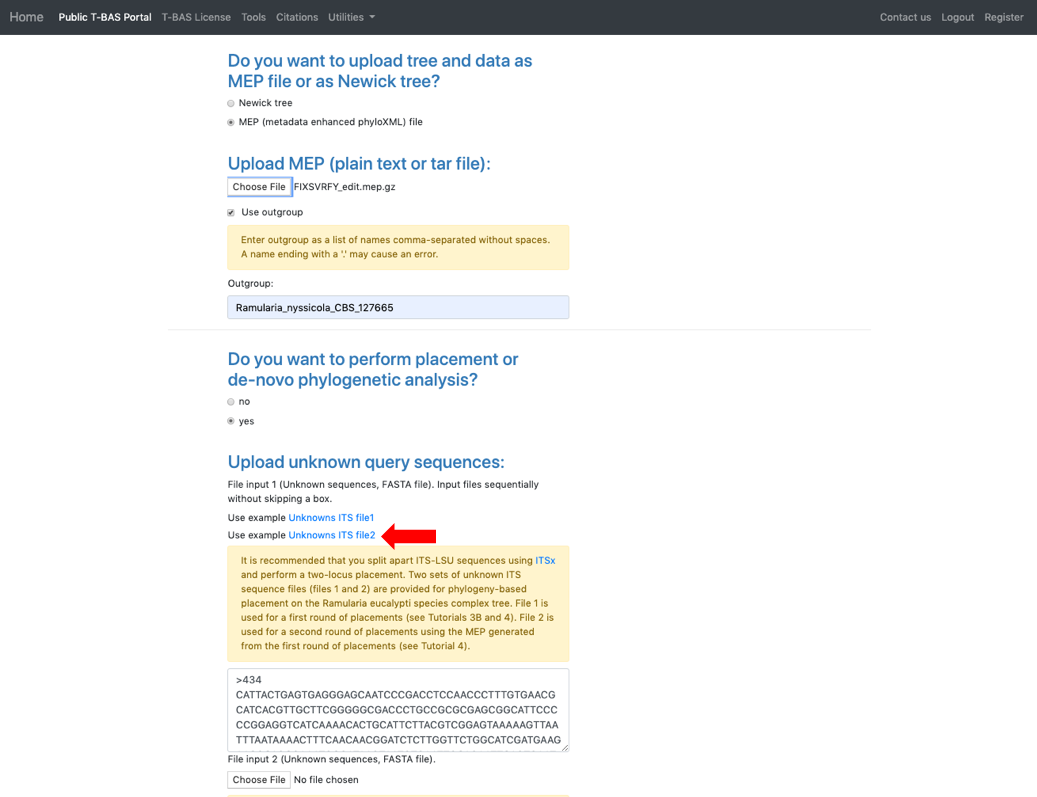 Home Public T-BAS Portal T-BAS License Tools Citations Utilities Contact us Logout Register
Do you want to upload tree and data as
MEP file or as Newick tree?
Newick tree
MEP (metadata enhanced phyloXML) file
Upload MEP (plain text or tar file):
Choose File FIXSVRFY_edit.mep.gz
Use outgroup
Enter outgroup as a list of names comma-separated without spaces.
A name ending with a '.' may cause an error.
Outgroup:
Ramularia_nyssicola_CBS_127665
Do you want to perform placement or
de-novo phylogenetic analysis?
no
yes
Upload unknown query sequences:
File input 1 (Unknown sequences, FASTA file). Input files sequentially
without skipping a box.
Use example Unknowns ITS file1
Use example Unknowns ITS file2
It is recommended that you split apart ITS-LSU sequences using ITSx
and perform a two-locus placement. Two sets of unknown ITS
sequence files (files 1 and 2) are provided for phylogeny-based
placement on the Ramularia eucalypti species complex tree. File 1 is
used for a first round of placements (see Tutorials 3B and 4). File 2 is
used for a second round of placements using the MEP generated
from the first round of placements (see Tutorial 4).
>434
CATTACTGAGTGAGGGAGCAATCCCGACCTCCAACCCTTTGTGAACG
CATCACGTTGCTTCGGGGGCGACCCTGCCGCGCGAGCGGCATTCCC
CCGGAGGTCATCAAAACACTGCATTCTTACGTCGGAGTAAAAAGTTAA
TTTAATAAAACTTTCAACAACGGATCTCTTGGTTCTGGCATCGATGAAG
File input 2 (Unknown sequences, FASTA file).
Choose File No file chosen